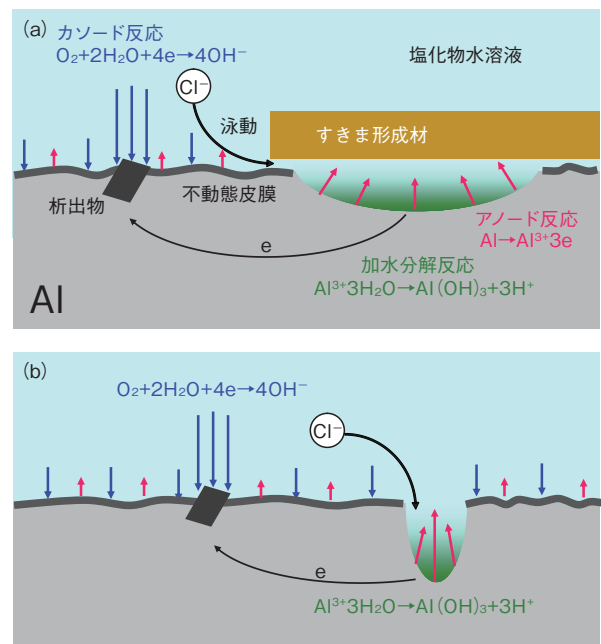 (a)
カソード反応
O₂+2H₂O+4e→4OH⁻
塩化物水溶液
Cl⁻
泳動
すきま形成材
不動態皮膜
析出物
アノード反応
Al→Al³⁺3e
e
加水分解反応
Al³⁺3H₂O→Al(OH)₃+3H⁺
Al
(b)
O₂+2H₂O+4e→4OH⁻
Cl⁻
e
Al³⁺3H₂O→Al(OH)₃+3H⁺